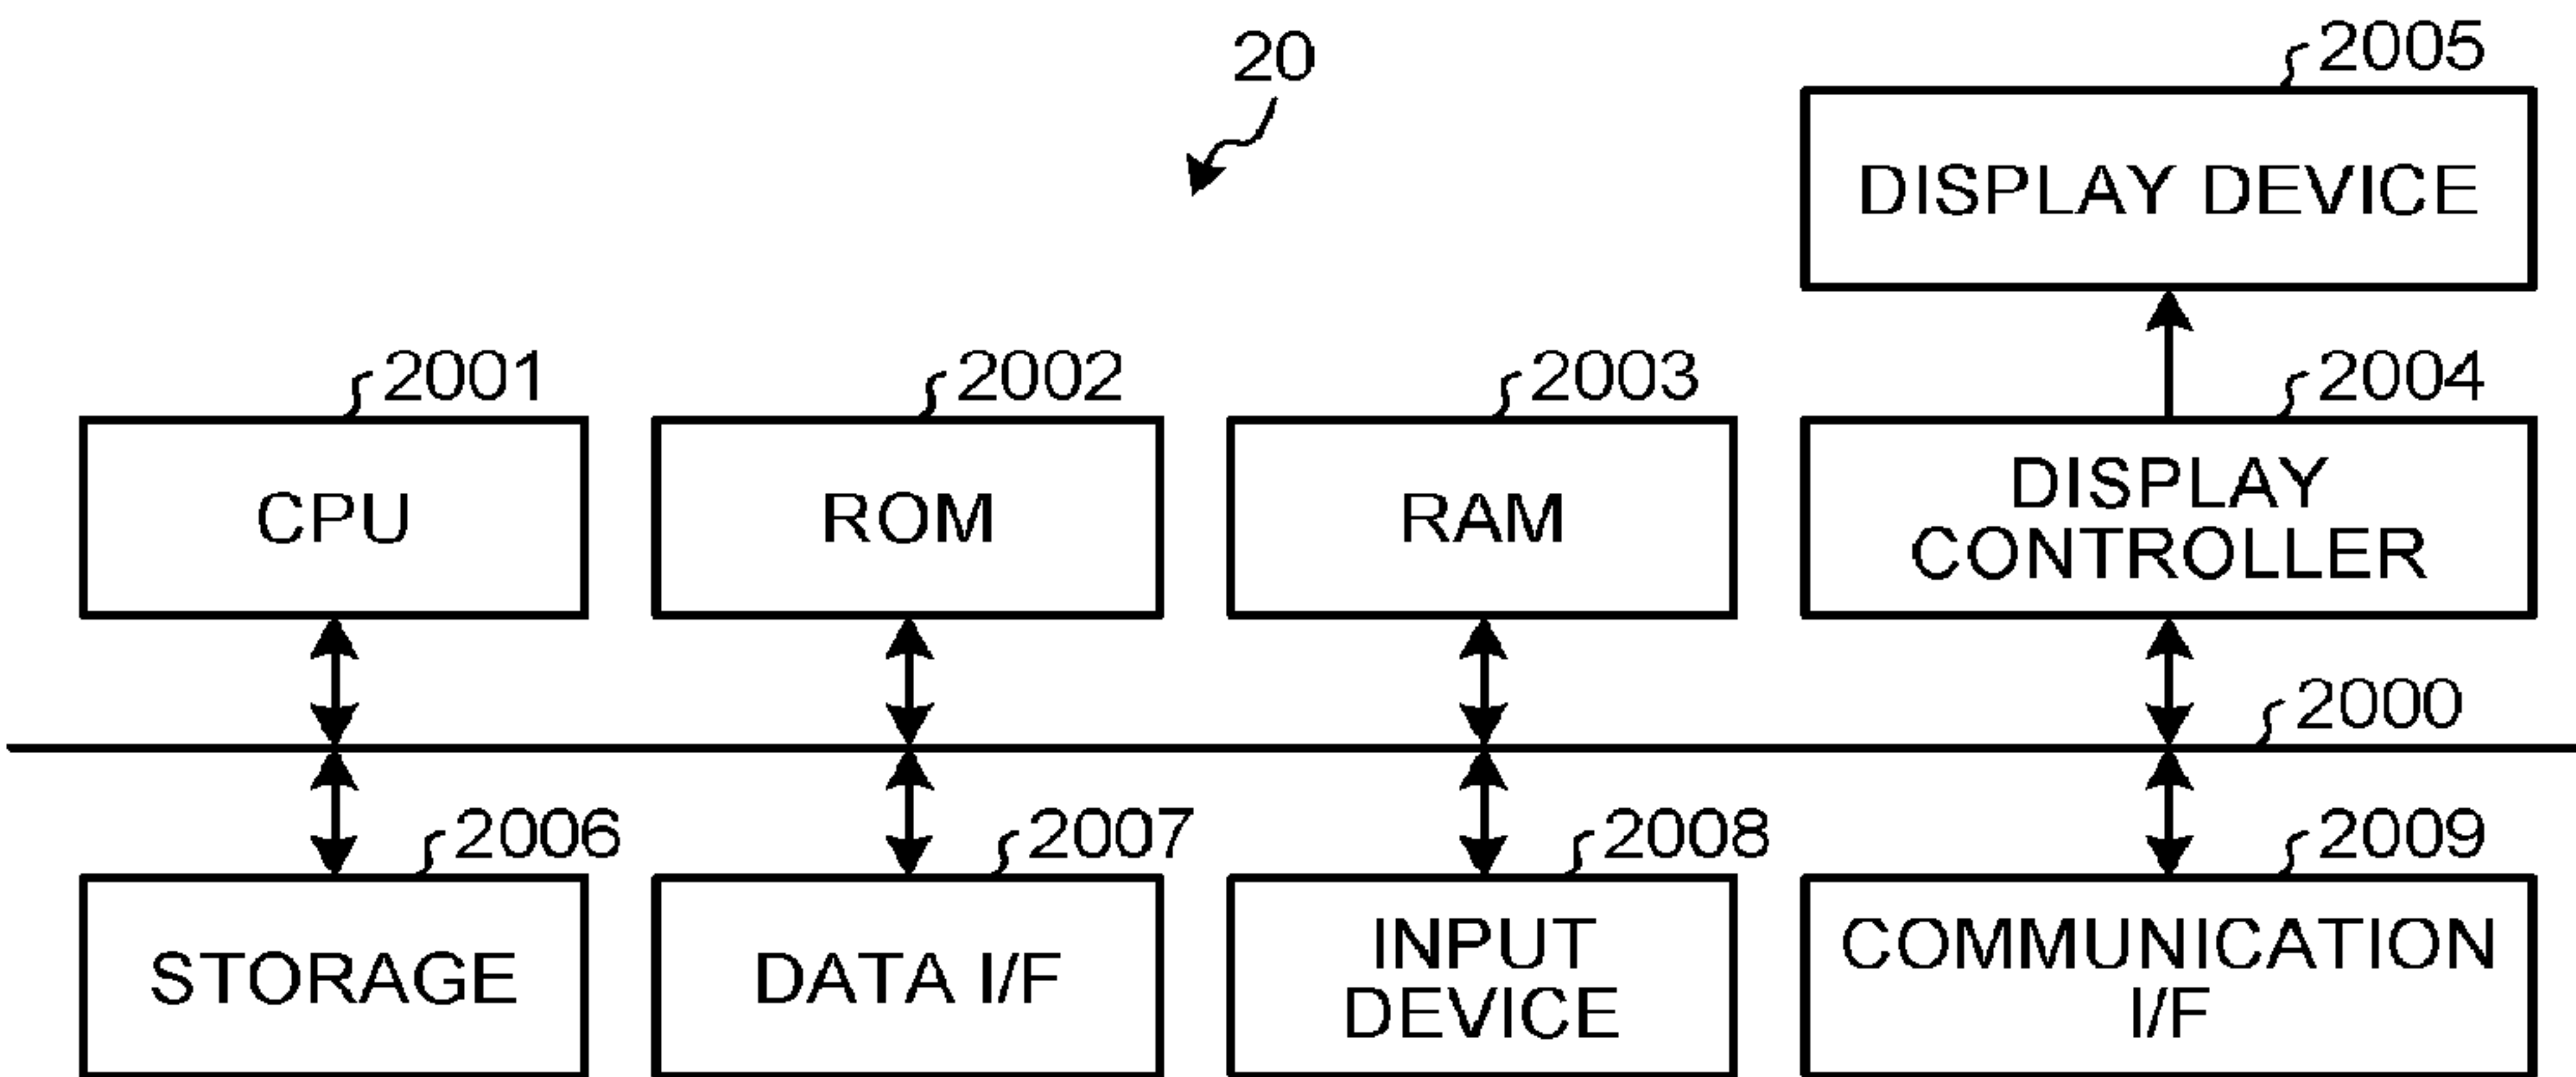 20
2005
DISPLAY DEVICE
2001
2002
2003
2004
CPU
ROM
RAM
DISPLAY
CONTROLLER
2000
2006
2007
2008
2009
STORAGE
DATA I/F
INPUT
DEVICE
COMMUNICATION
I/F